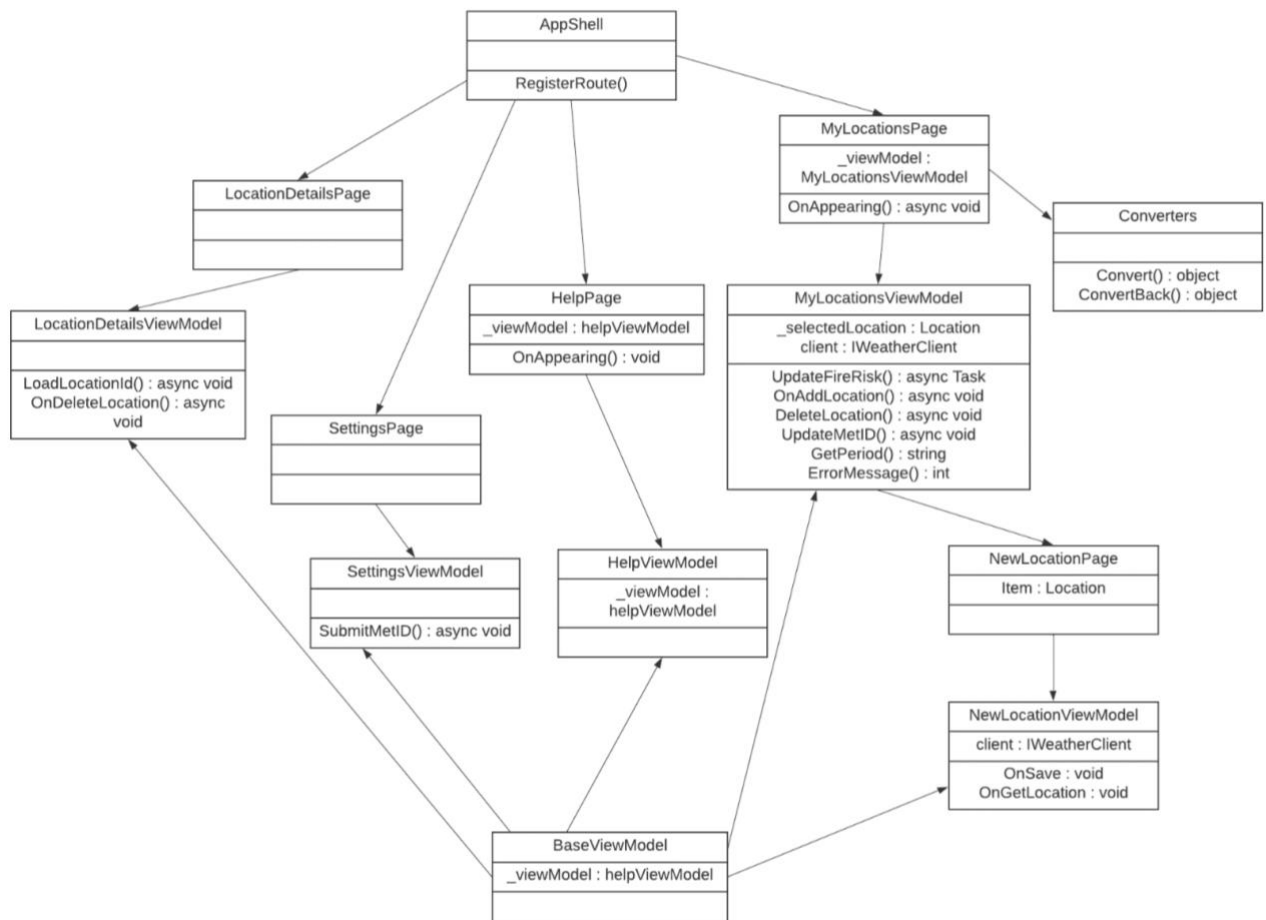 AppShell
RegisterRoute()
MyLocationsPage
_viewModel :
MyLocationsViewModel
OnAppearing() : async void
LocationDetailsPage
Converters
Convert() : object
ConvertBack() : object
HelpPage
_viewModel : helpViewModel
OnAppearing() : void
MyLocationsViewModel
_selectedLocation : Location
client : IWeatherClient
UpdateFireRisk() : async Task
OnAddLocation() : async void
DeleteLocation() : async void
UpdateMetID() : async void
GetPeriod() : string
ErrorMessage() : int
LocationDetailsViewModel
LoadLocationId() : async void
OnDeleteLocation() : async
void
SettingsPage
SettingsViewModel
SubmitMetID() : async void
HelpViewModel
_viewModel :
helpViewModel
NewLocationPage
Item : Location
NewLocationViewModel
client : IWeatherClient
OnSave : void
OnGetLocation : void
BaseViewModel
_viewModel : helpViewModel